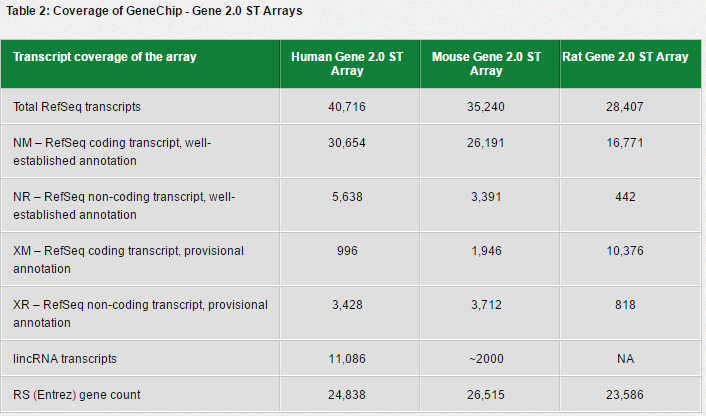 Table 2: Coverage of GeneChip - Gene 2.0 ST Arrays
Transcript coverage of the array Human Gene 2.0 ST Array Mouse Gene 2.0 ST Array Rat Gene 2.0 ST Array
Total RefSeq transcripts 40,716 35,240 28,407
NM – RefSeq coding transcript, well-
established annotation 30,654 26,191 16,771
NR – RefSeq non-coding transcript, well-
established annotation 5,638 3,391 442
XM – RefSeq coding transcript, provisional
annotation 996 1,946 10,376
XR – RefSeq non-coding transcript, provisional
annotation 3,428 3,712 818
lincRNA transcripts 11,086 ~2000 NA
RS (Entrez) gene count 24,838 26,515 23,586